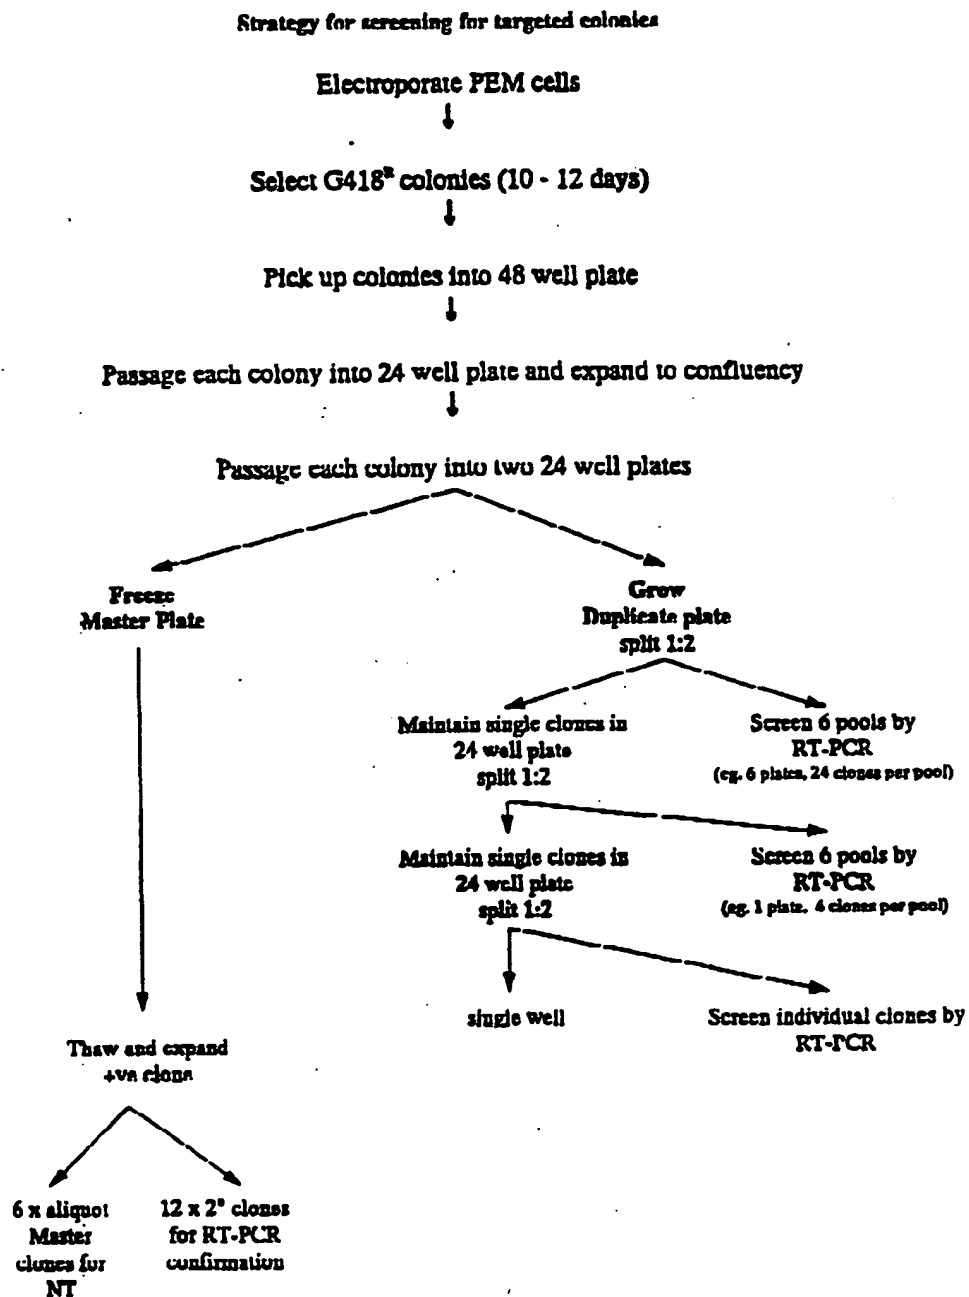 Strategy for screening for targeted colonies
Electroporate PEM cells
Select G418ᴿ colonies (10 - 12 days)
Pick up colonies into 48 well plate
Passage each colony into 24 well plate and expand to confluency
Passage each colony into two 24 well plates
Freeze
Master Plate
Grow
Duplicate plate
split 1:2
Maintain single clones in
24 well plate
split 1:2
Screen 6 pools by
RT-PCR
(eg. 6 plates, 24 clones per pool)
Maintain single clones in
24 well plate
split 1:2
Screen 6 pools by
RT-PCR
(eg. 1 plate, 4 clones per pool)
single well
Screen individual clones by
RT-PCR
Thaw and expand
+ve clone
6 x aliquot
Master
clones for
NT
12 x 2° clones
for RT-PCR
confirmation